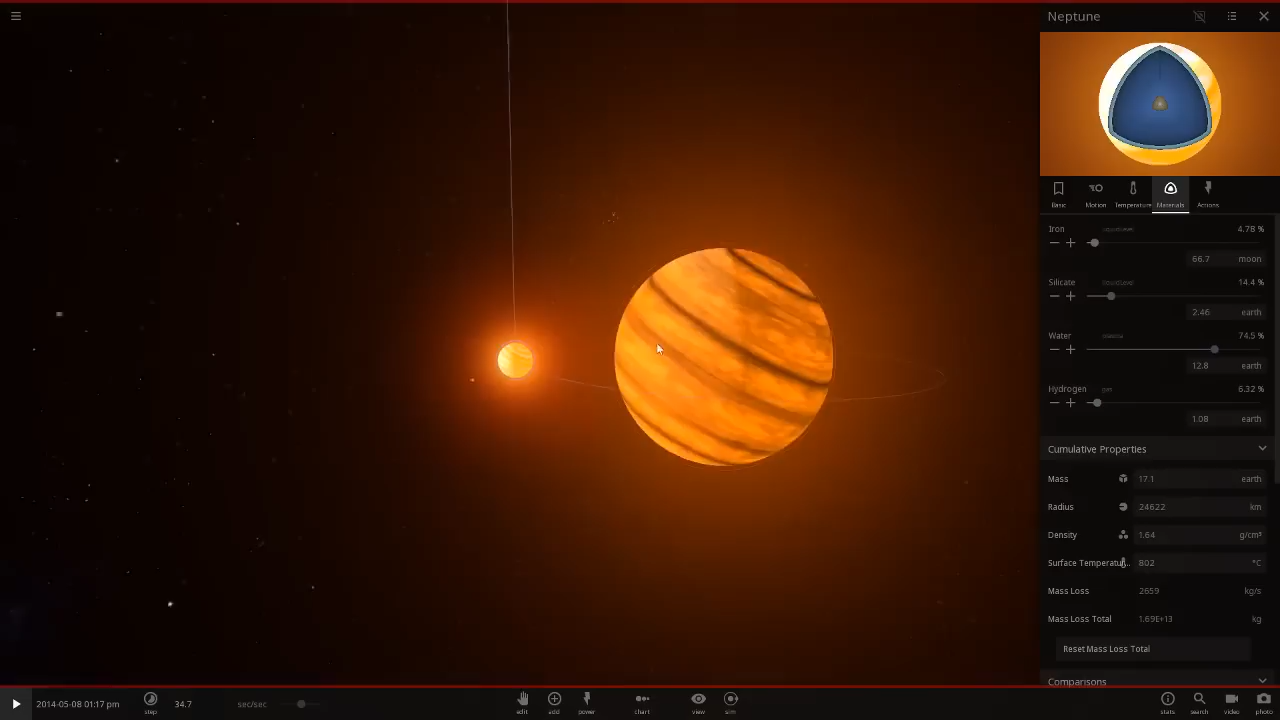 Neptune
Basic Motion Temperature Materials Actions
Iron 4.78 %
66.7 moon
Silicate 14.4 %
2.46 earth
Water 74.5 %
12.8 earth
Hydrogen 6.32 %
1.08 earth
Cumulative Properties
Mass 17.1 earth
Radius 24622 km
Density 1.64 g/cm³
Surface Temperatu... 802 °C
Mass Loss 2659 kg/s
Mass Loss Total 1.69E+13 kg
Reset Mass Loss Total
Comparisons
2014-05-08 01:17 pm step 34.7 sec/sec edit add power chart view sim stats search video photo